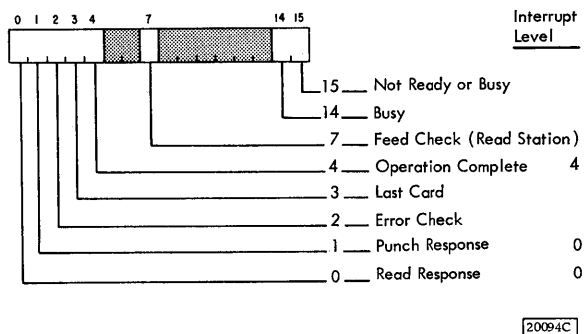 0 1 2 3 4 7 14 15
Interrupt
Level
15 Not Ready or Busy
14 Busy
7 Feed Check (Read Station)
4 Operation Complete 4
3 Last Card
2 Error Check
1 Punch Response 0
0 Read Response 0
20094C